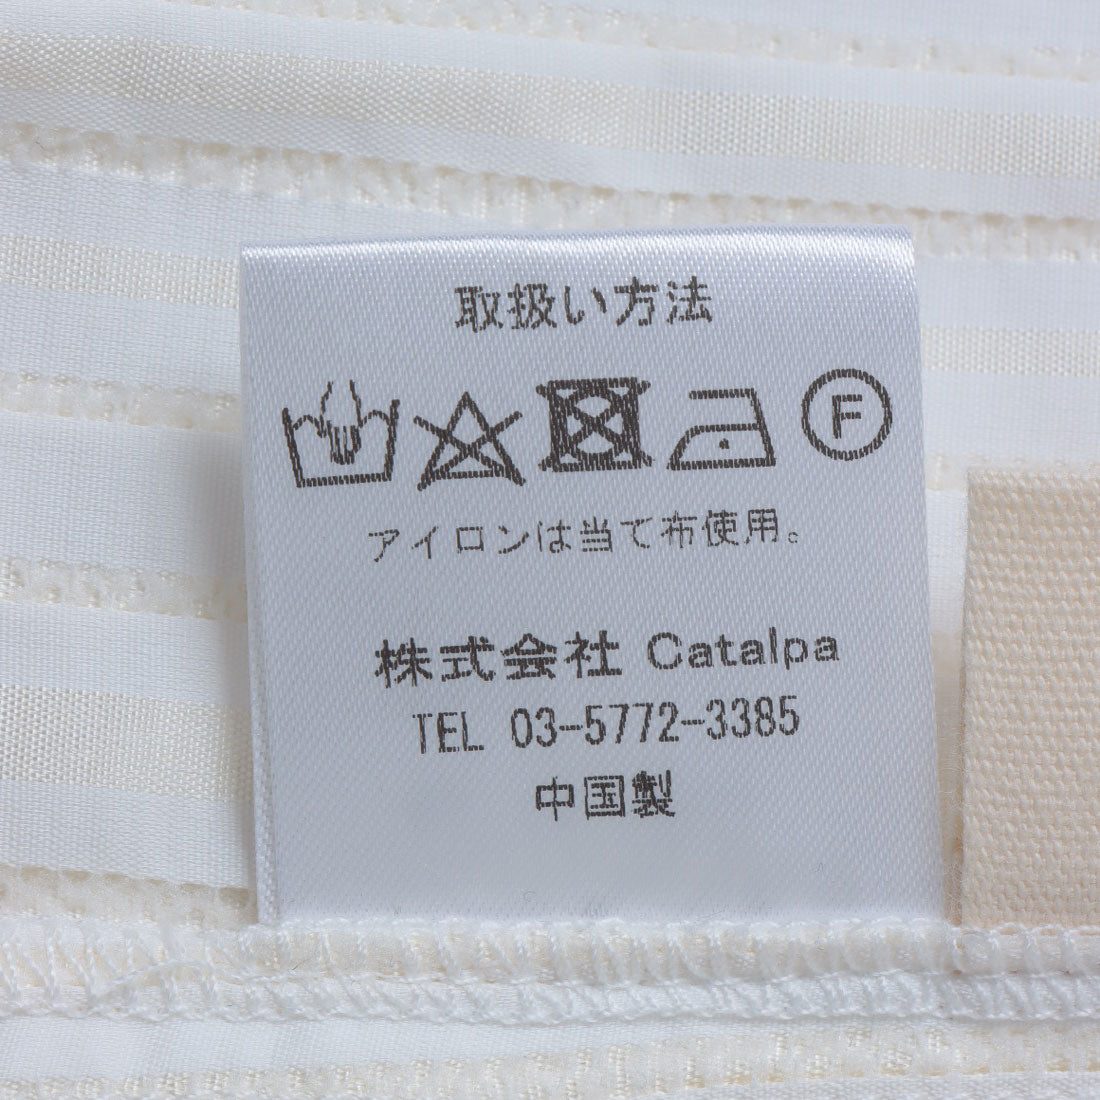 取扱い方法
F
アイロンは当て布使用。
株式会社 Catalpa
TEL 03-5772-3385
中国製